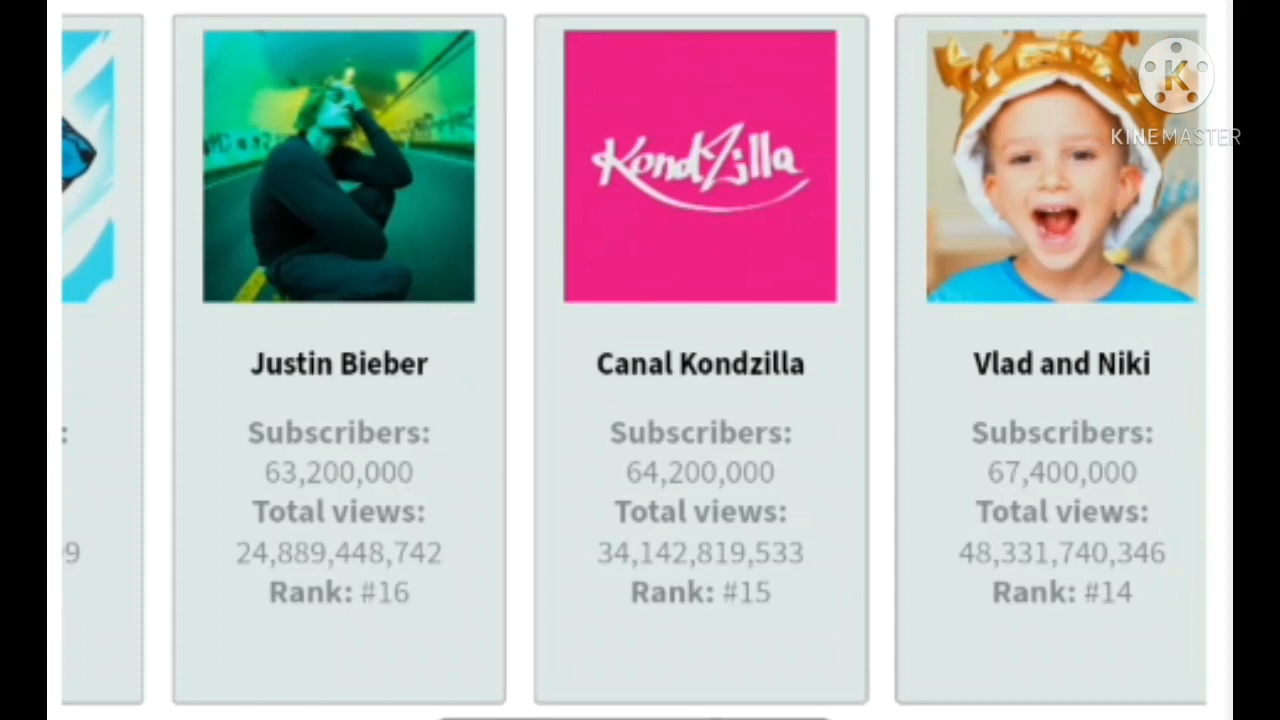 KondZilla
K
KINEMASTER
Justin Bieber
Subscribers:
63,200,000
Total views:
24,889,448,742
Rank: #16
Canal Kondzilla
Subscribers:
64,200,000
Total views:
34,142,819,533
Rank: #15
Vlad and Niki
Subscribers:
67,400,000
Total views:
48,331,740,346
Rank: #14